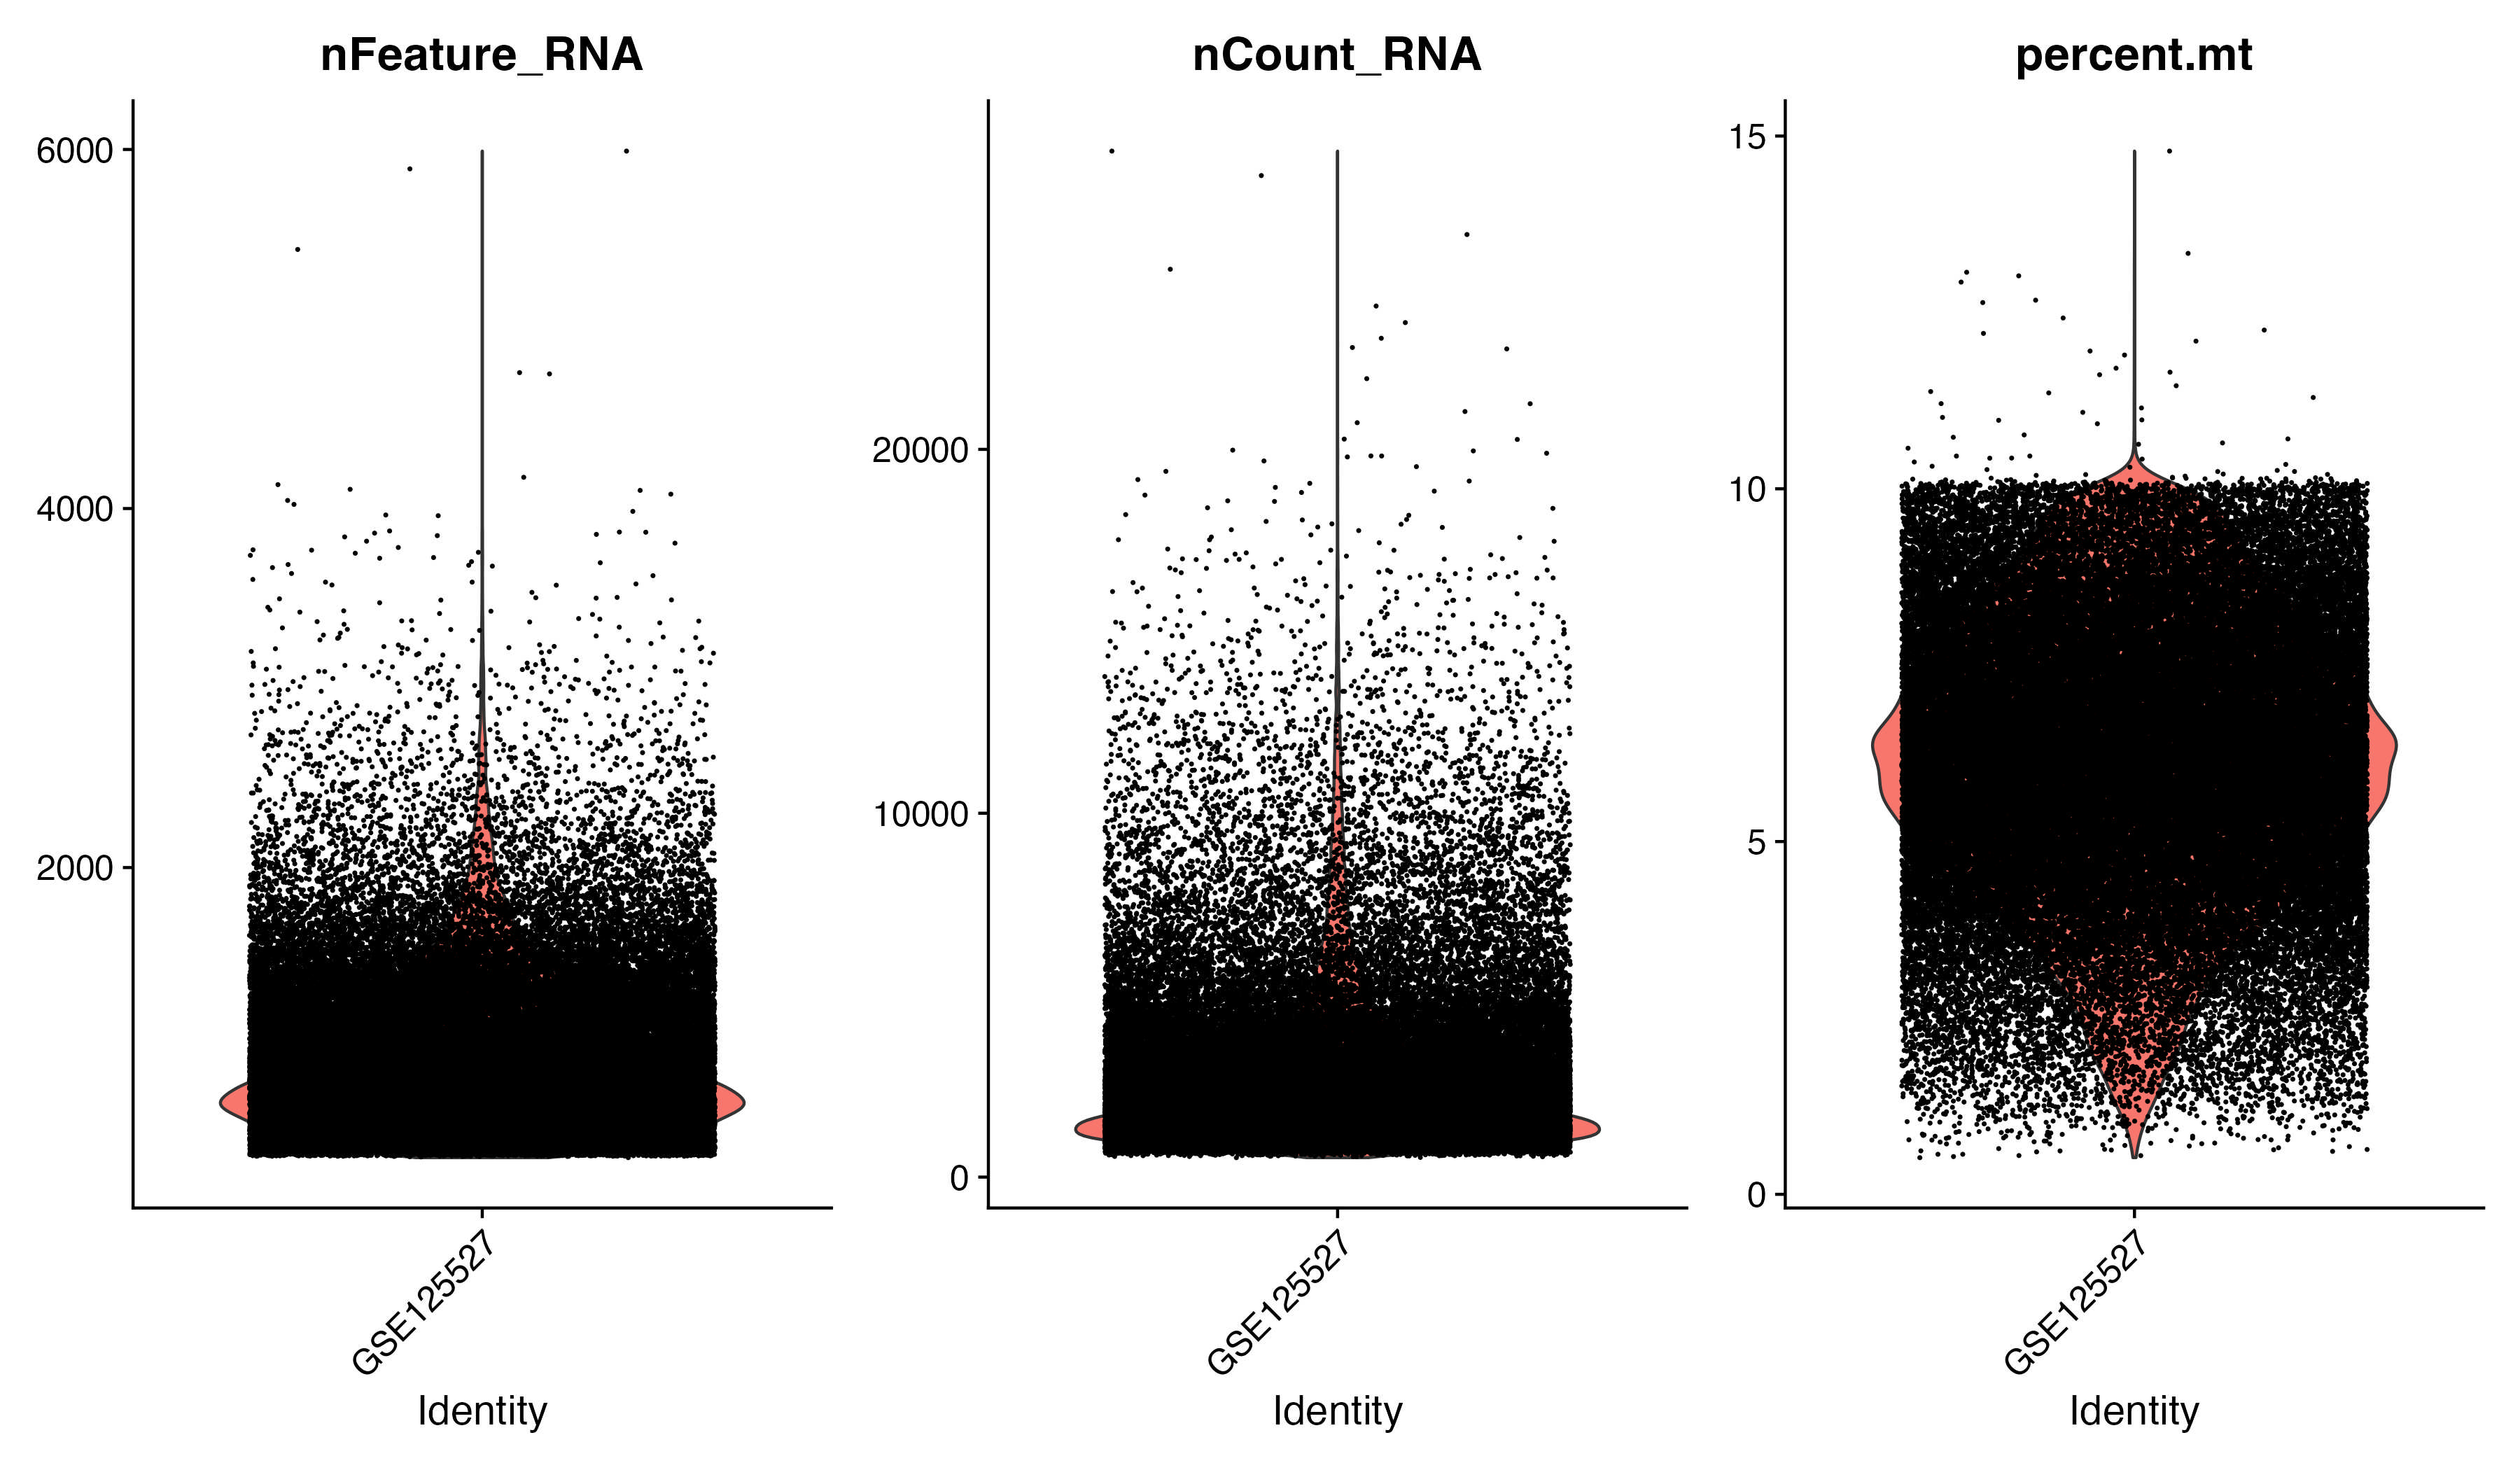 nFeature_RNA
6000
4000
2000
GSE125527
Identity
nCount_RNA
20000
10000
0
GSE125527
Identity
percent.mt
15
10
5
0
GSE125527
Identity